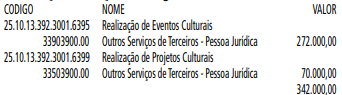 CODIGO NOME VALOR
25.10.13.392.3001.6395 Realização de Eventos Culturais
33903900.00 Outros Serviços de Terceiros - Pessoa Jurídica 272.000,00
25.10.13.392.3001.6399 Realização de Projetos Culturais
33503900.00 Outros Serviços de Terceiros - Pessoa Jurídica 70.000,00
342.000,00